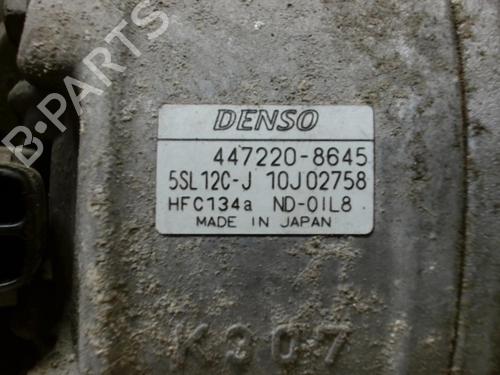 B-PARTS
DENSO
447220-8645
5SL12C-J 10J02758
HFC134a ND-OIL8
MADE IN JAPAN
K307